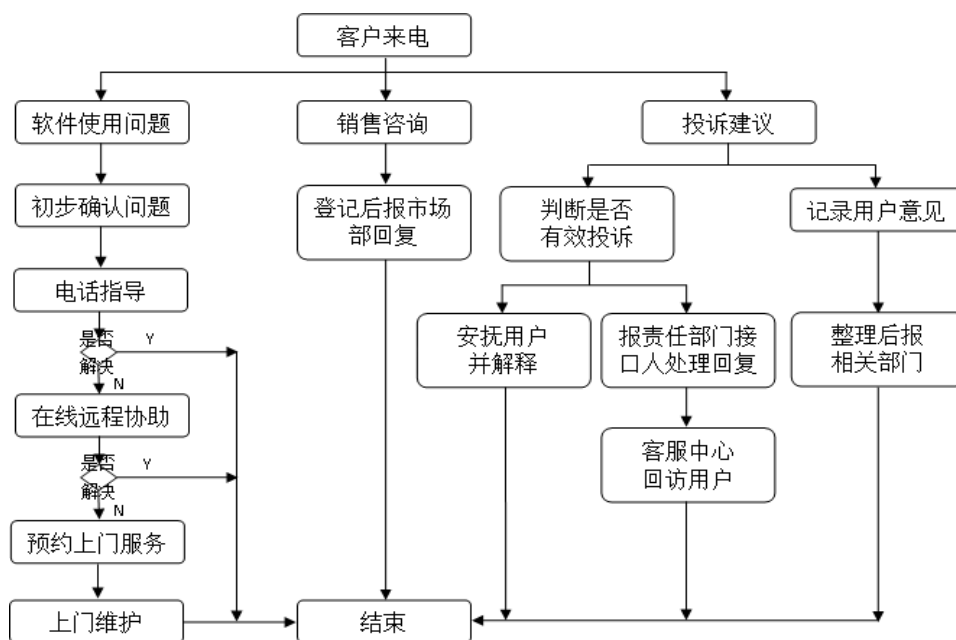 客户来电
软件使用问题
销售咨询
投诉建议
初步确认问题
登记后报市场
部回复
判断是否
有效投诉
记录用户意见
电话指导
安抚用户
并解释
报责任部门接
口人处理回复
整理后报
相关部门
是否
解决
Y
N
在线远程协助
客服中心
回访用户
是否
解决
Y
N
预约上门服务
上门维护
结束